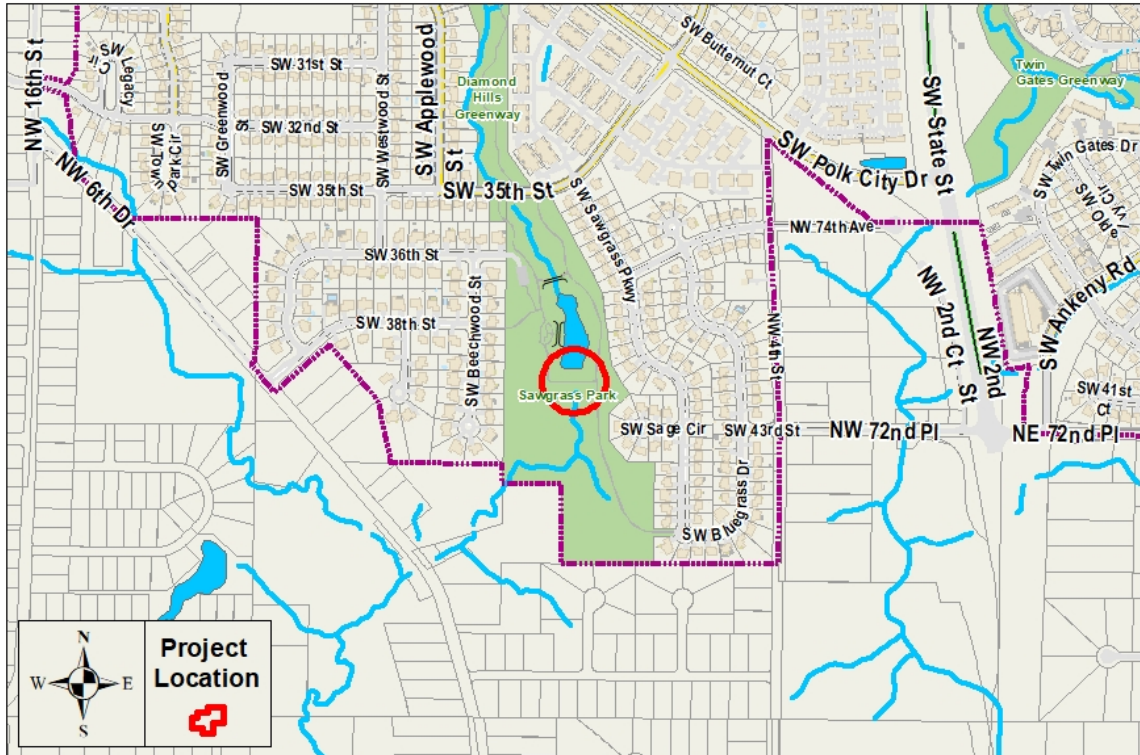 NW 16th St
SW Legacy
Cir
SW Town
Park Cir
SW Greenwood
St
SW 31st St
SW 32nd St
SW 35th St
SW Westwood St
SW Applewood
St
Diamond
Hills
Greenway
SW 35th St
SW Butternut Ct
SW Polk City Dr
SW State St
Twin
Gates Greenway
SW Twin Gates Dr
NW 6th Dr
SW 36th St
SW 38th St
SW Beechwood St
SW Sawgrass Pkwy
NW 74th Ave
NW 4th St
NW 2nd Ct
St
NW 2nd
SW Ankeny Rd
SW 41st
Ct
Sawgrass Park
SW Sage Cir
SW 43rd St
NW 72nd Pl
NE 72nd Pl
SW Bluegrass Dr
N
W
E
S
Project
Location